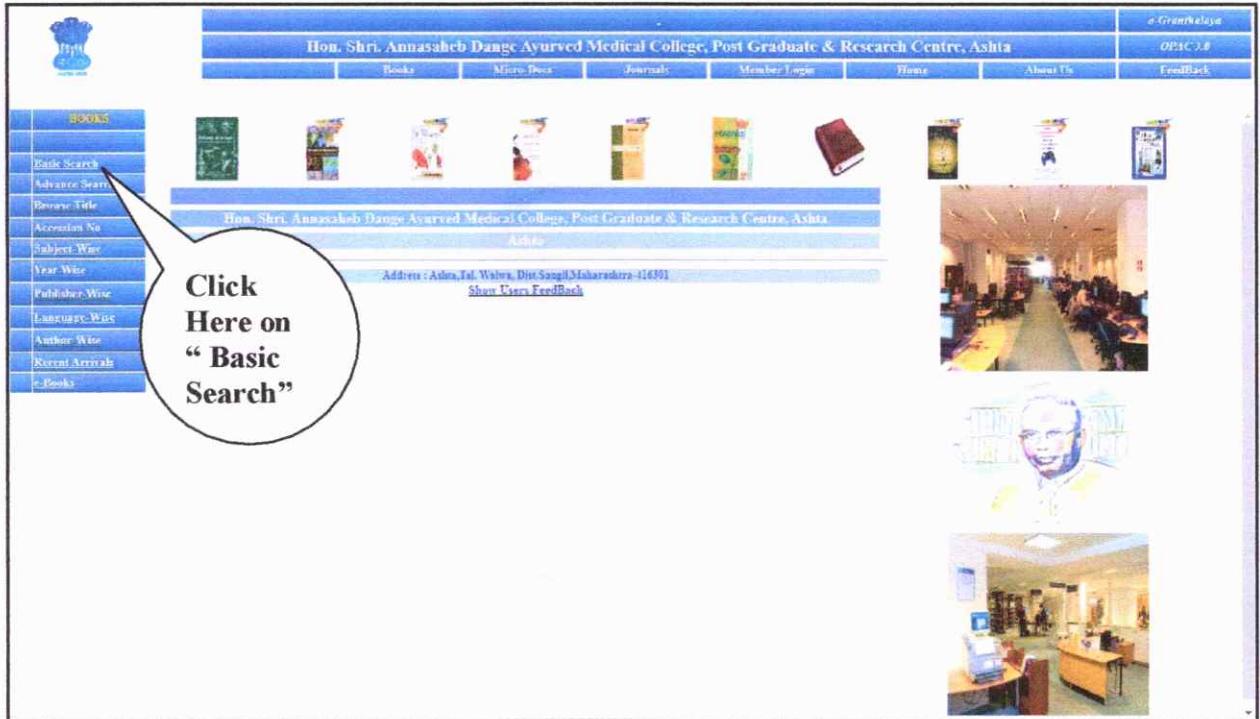 e-Granthalaya
Hon. Shri. Annasaheb Dange Ayurved Medical College, Post Graduate & Research Centre, Ashta
OPAC 3.0
Books Micro-Docs Journals Member Login Home About Us FeedBack
BOOKS
Basic Search
Advance Search
Browse Title
Accession No
Subject-Wise
Year-Wise
Publisher-Wise
Language-Wise
Author-Wise
Recent Arrivals
e-Books
Hon. Shri. Annasaheb Dange Ayurved Medical College, Post Graduate & Research Centre, Ashta
Ashta
Address : Ashta,Tal. Walwa, Dist.Sangli,Maharashtra-416301
Show Users FeedBack
Click
Here on
“ Basic
Search”